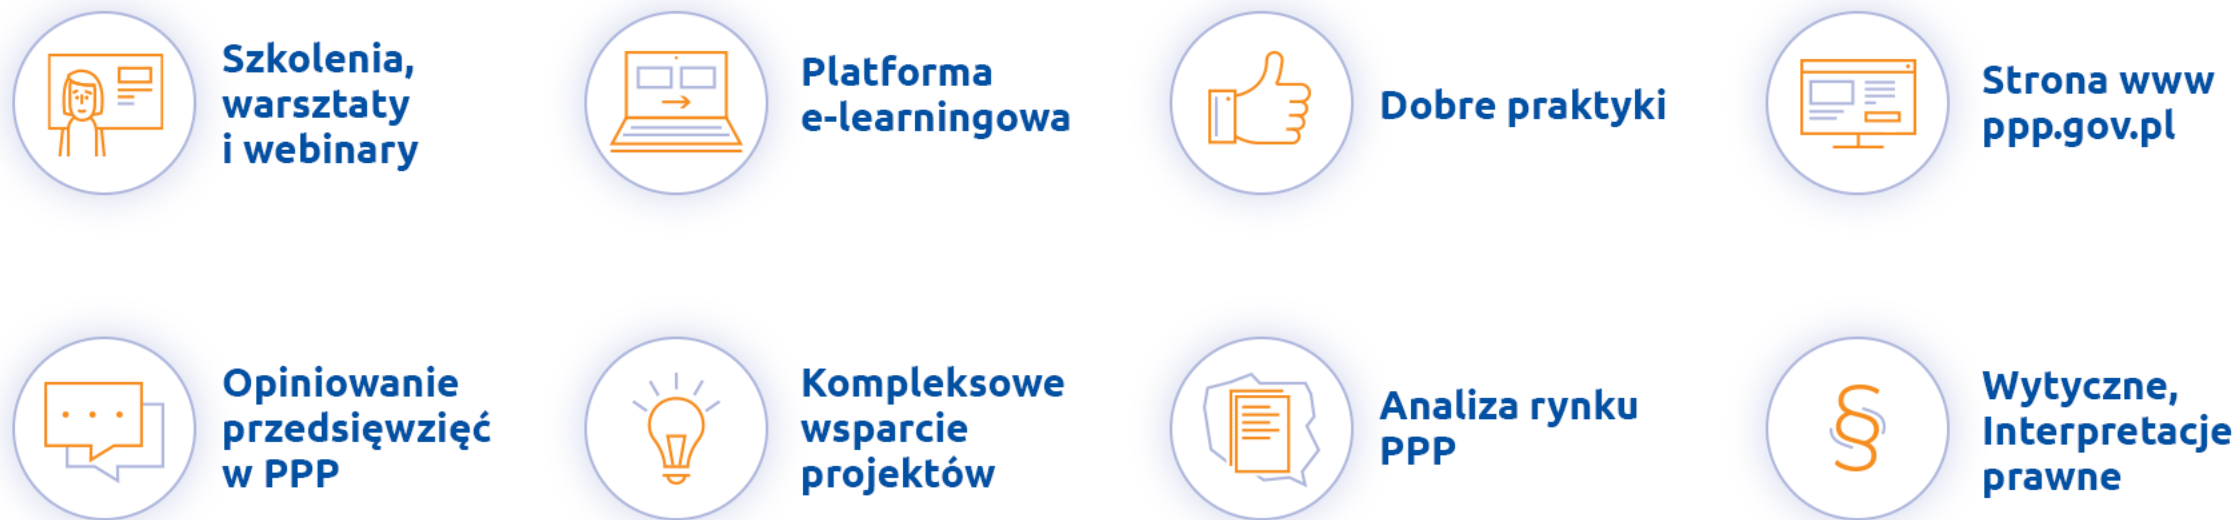 Szkolenia,
warsztaty
i webinary
Platforma
e-learningowa
Dobre praktyki
Strona www
ppp.gov.pl
Opiniowanie
przedsięwzięć
w PPP
Kompleksowe
wsparcie
projektów
Analiza rynku
PPP
Wytyczne,
Interpretacje
prawne